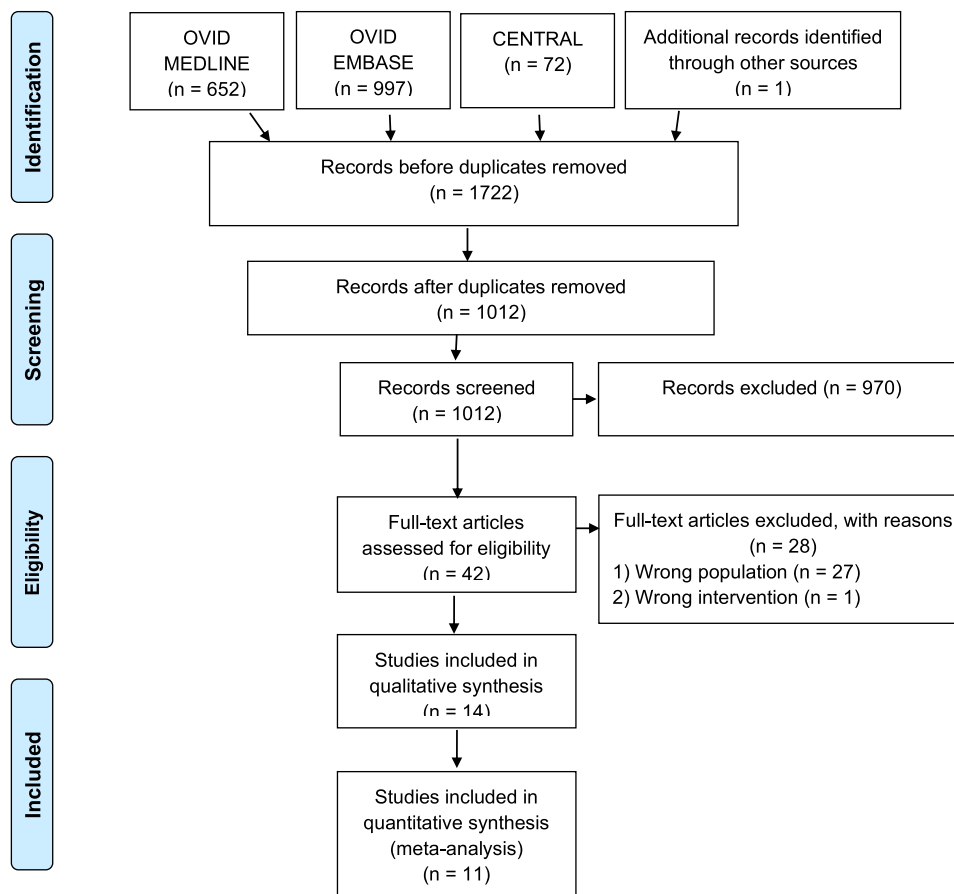 Identification
OVID
MEDLINE
(n = 652)
OVID
EMBASE
(n = 997)
CENTRAL
(n = 72)
Additional records identified
through other sources
(n = 1)
Records before duplicates removed
(n = 1722)
Screening
Records after duplicates removed
(n = 1012)
Records screened
(n = 1012)
Records excluded (n = 970)
Eligibility
Full-text articles
assessed for eligibility
(n = 42)
Full-text articles excluded, with reasons
(n = 28)
1) Wrong population (n = 27)
2) Wrong intervention (n = 1)
Studies included in
qualitative synthesis
(n = 14)
Included
Studies included in
quantitative synthesis
(meta-analysis)
(n = 11)